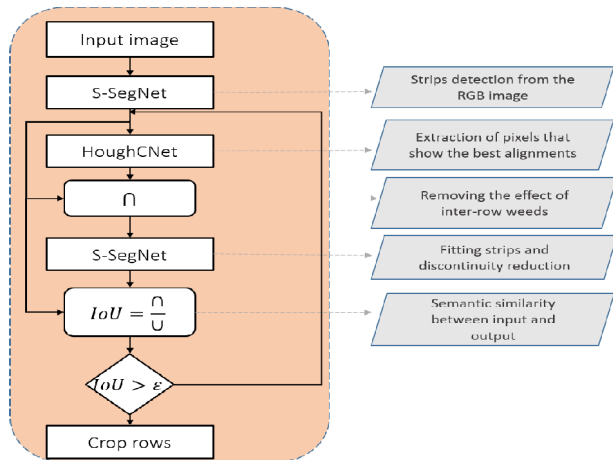 Input image
S-SegNet
Strips detection from the
RGB image
HoughCNet
Extraction of pixels that
show the best alignments
∩
Removing the effect of
inter-row weeds
S-SegNet
Fitting strips and
discontinuity reduction
IoU = ∩/∪
Semantic similarity
between input and
output
IoU > ε
Crop rows